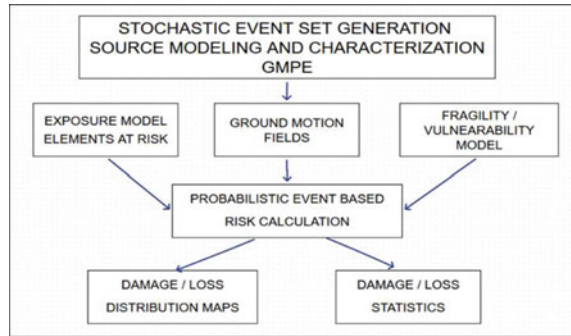 STOCHASTIC EVENT SET GENERATION
SOURCE MODELING AND CHARACTERIZATION
GMPE
EXPOSURE MODEL
ELEMENTS AT RISK
GROUND MOTION
FIELDS
FRAGILITY /
VULNEARABILITY
MODEL
PROBABILISTIC EVENT BASED
RISK CALCULATION
DAMAGE / LOSS
DISTRIBUTION MAPS
DAMAGE / LOSS
STATISTICS